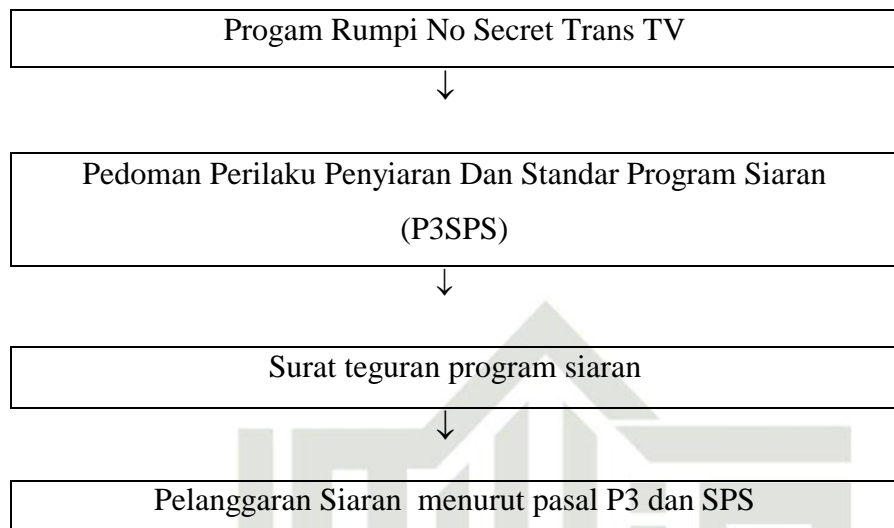 Progam Rumpi No Secret Trans TV
↓
Pedoman Perilaku Penyiaran Dan Standar Program Siaran
(P3SPS)
↓
Surat teguran program siaran
↓
Pelanggaran Siaran menurut pasal P3 dan SPS